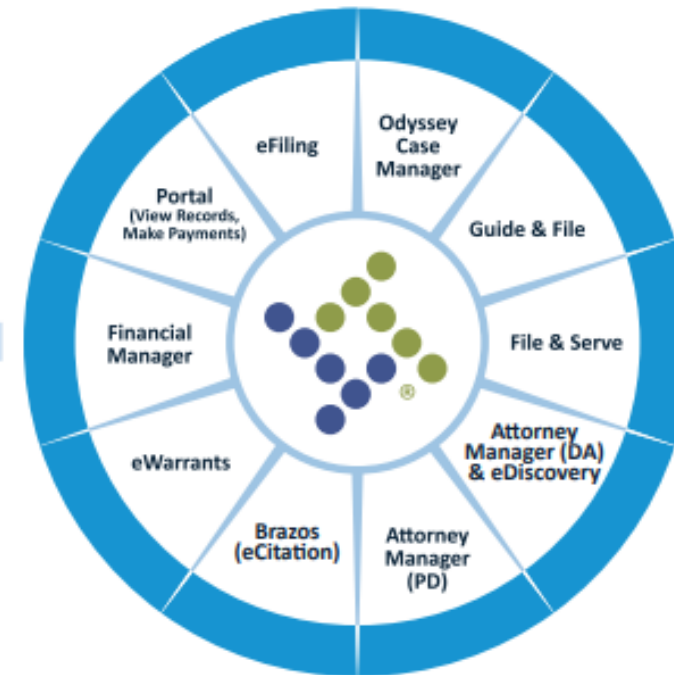 eFiling
Odyssey
Case
Manager
Portal
(View Records,
Make Payments)
Guide & File
Financial
Manager
File & Serve
eWarrants
Attorney
Manager (DA)
& eDiscovery
Brazos
(eCitation)
Attorney
Manager
(PD)
®